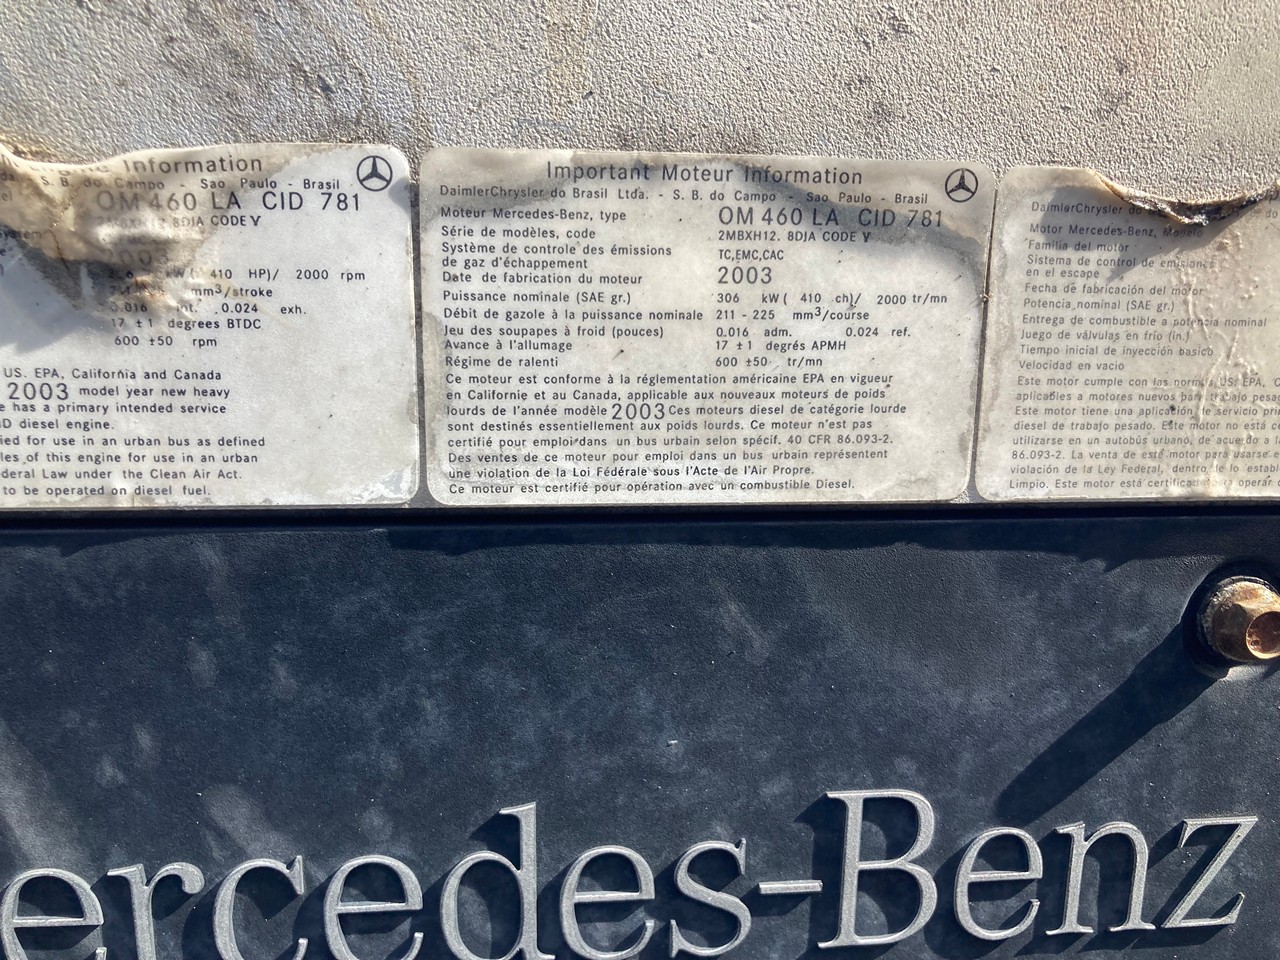 Information
S. B. do Campo - Sao Paulo - Brasil
OM 460 LA CID 781
8DJA CODE V
2003
kW( 410 HP)/ 2000 rpm
mm³/stroke
0.016 int. 0.024 exh.
17 ±1 degrees BTDC
600 ±50 rpm
US. EPA, California and Canada
2003 model year new heavy
has a primary intended service
diesel engine.
for use in an urban bus as defined
of this engine for use in an urban
Law under the Clean Air Act.
to be operated on diesel fuel.
Important Moteur Information
DaimlerChrysler do Brasil Ltda. - S. B. do Campo - Sao Paulo - Brasil
Moteur Mercedes-Benz, type OM 460 LA CID 781
Série de modèles, code 2MBXH12. 8DJA CODE V
Système de controle des émissions TC,EMC,CAC
de gaz d'échappement
Date de fabrication du moteur 2003
Puissance nominale (SAE gr.) 306 kW ( 410 ch)/ 2000 tr/mn
Débit de gazole à la puissance nominale 211 - 225 mm³/course
Jeu des soupapes à froid (pouces) 0.016 adm. 0.024 ref.
Avance à l'allumage 17 ±1 degrés APMH
Régime de ralenti 600 ±50 tr/mn
Ce moteur est conforme à la réglementation américaine EPA en vigueur
en Californie et au Canada, applicable aux nouveaux moteurs de poids
lourds de l'année modèle 2003 Ces moteurs diesel de catégorie lourde
sont destinés essentiellement aux poids lourds. Ce moteur n'est pas
certifié pour emploi dans un bus urbain selon spécif. 40 CFR 86.093-2.
Des ventes de ce moteur pour emploi dans un bus urbain représentent
une violation de la Loi Fédérale sous l'Acte de l'Air Propre.
Ce moteur est certifié pour opération avec un combustible Diesel.
DaimlerChrysler do
Motor Mercedes-Benz, Modelo
Familia del motor
Sistema de control de emisiones
en el escape
Fecha de fabricación del motor
Potencia nominal (SAE gr.)
Entrega de combustible a potencia nominal
Juego de válvulas en frío (in.)
Tiempo inicial de inyección basico
Velocidad en vacio
Este motor cumple con las normas US. EPA,
aplicables a motores nuevos para trabajo
Este motor tiene una aplicación de servicio
diesel de trabajo pesado. Este motor no está
utilizarse en un autobús urbano, de acuerdo a
86.093-2. La venta de este motor para usarse
violación de la Ley Federal, dentro de lo
Limpio. Este motor está certificado para operar
ercedes-Benz